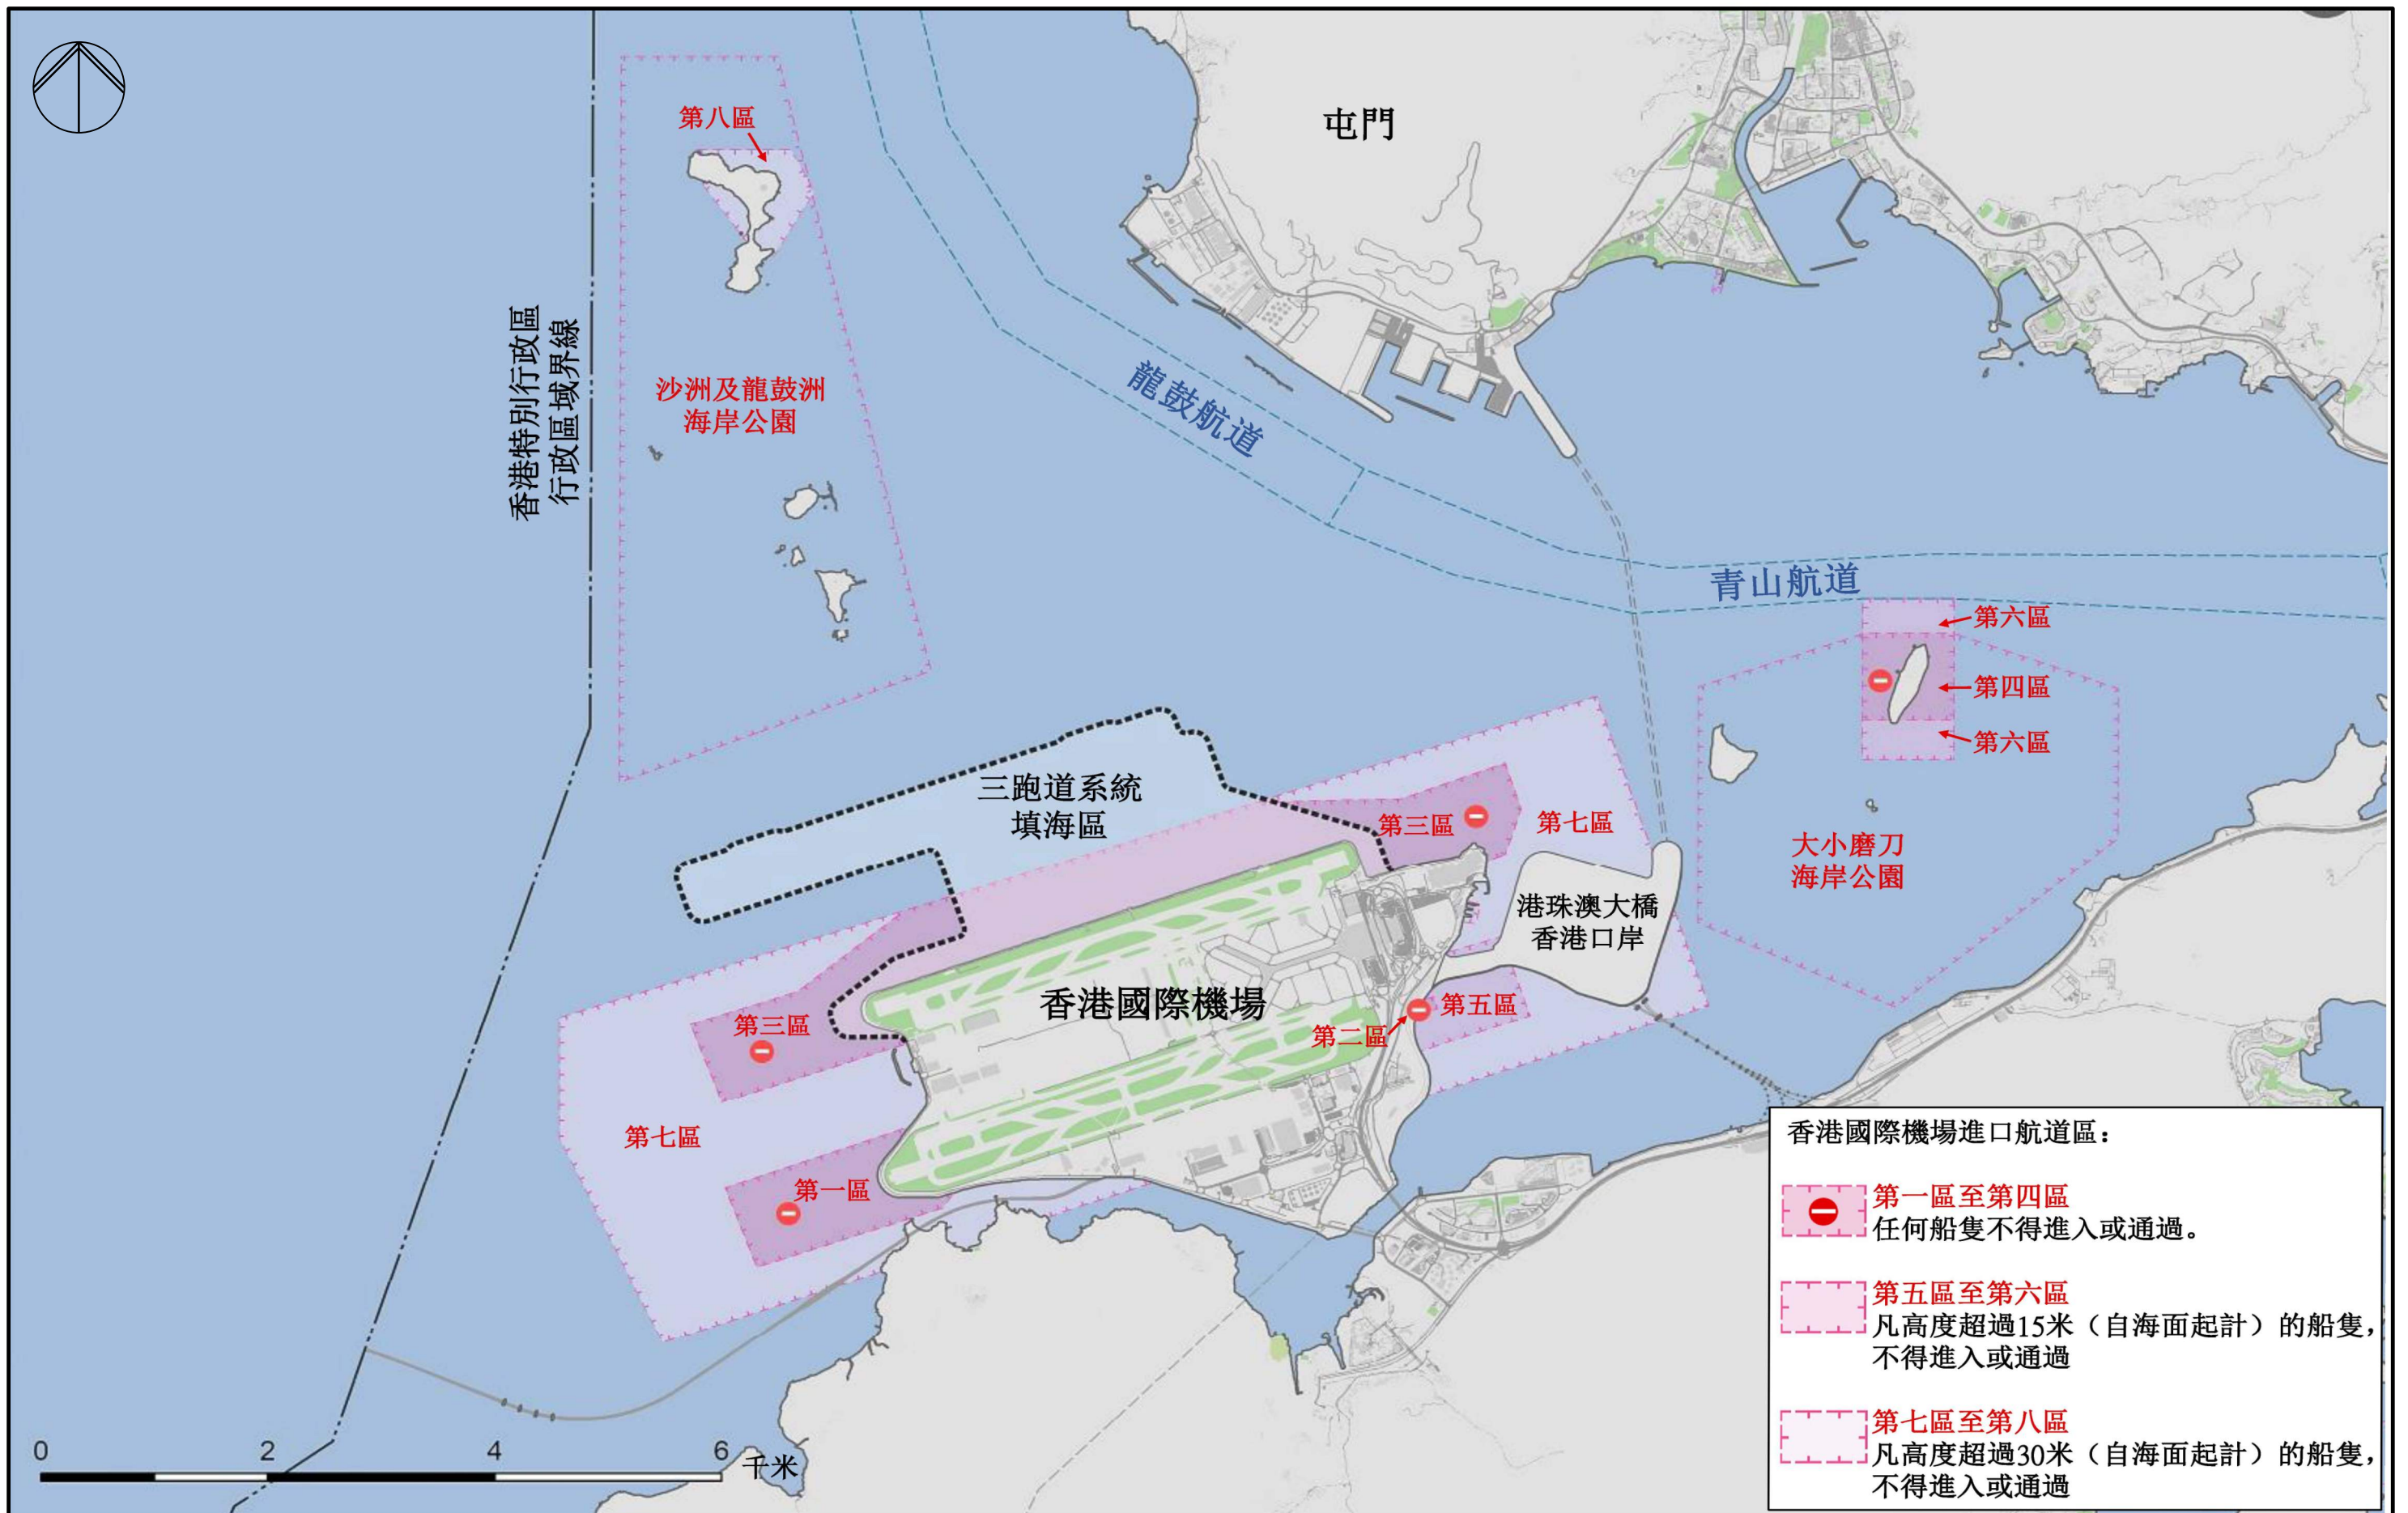 屯門
第八區
香港特別行政區
行政區域界線
沙洲及龍鼓洲
海岸公園
龍鼓航道
青山航道
第六區
第四區
第六區
三跑道系統
填海區
第三區
第七區
大小磨刀
海岸公園
港珠澳大橋
香港口岸
香港國際機場
第五區
第二區
第三區
第七區
第一區
香港國際機場進口航道區：
第一區至第四區
任何船隻不得進入或通過。
第五區至第六區
凡高度超過15米（自海面起計）的船隻，
不得進入或通過
第七區至第八區
凡高度超過30米（自海面起計）的船隻，
不得進入或通過
0 2 4 6 千米